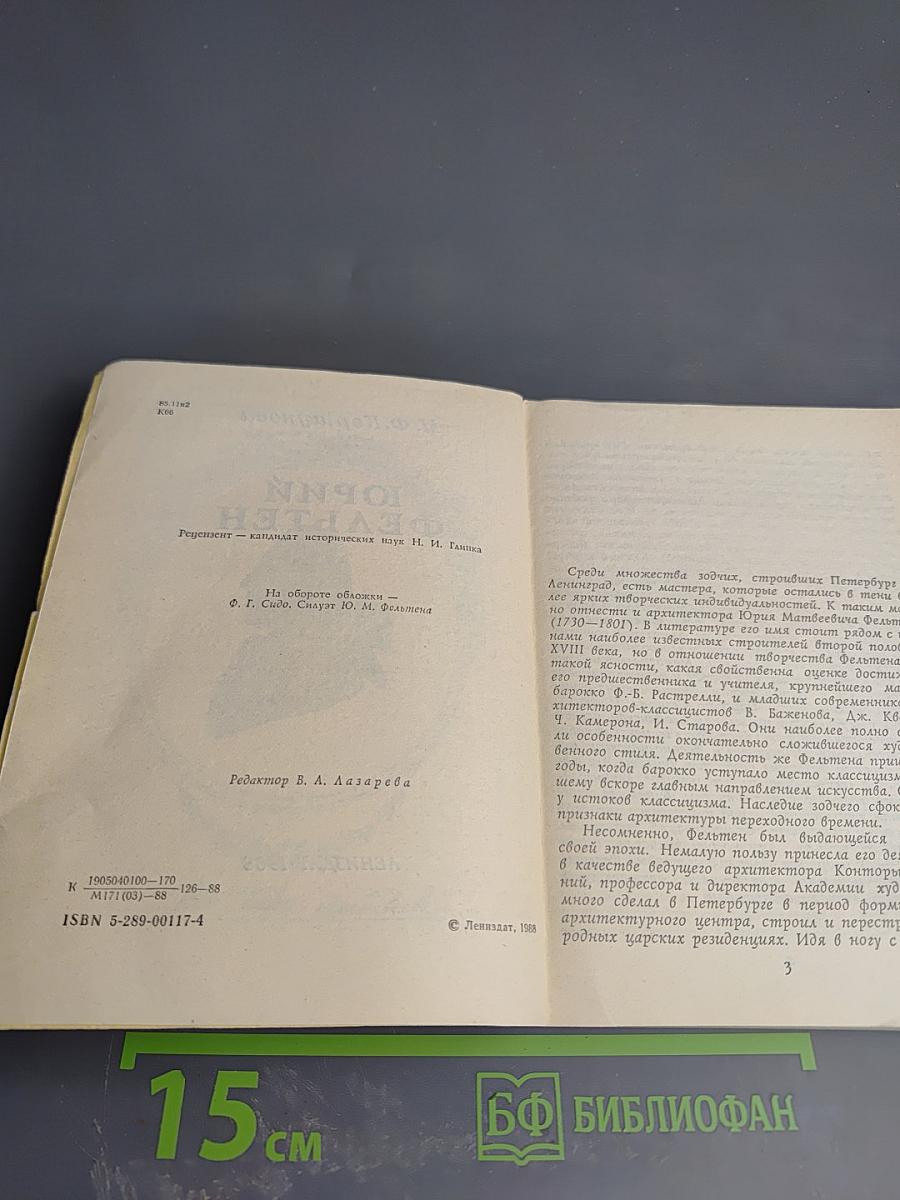 85.11я2
К66
Рецензент — кандидат исторических наук Н. И. Глинка
На обороте обложки —
Ф. Г. Сидо. Силуэт Ю. М. Фельтена
Редактор В. А. Лазарева
К 1905040100—170 126—88
М171(03)—88
ISBN 5-289-00117-4
© Лениздат, 1988
Среди множества зодчих, строивших Петербург
Ленинград, есть мастера, которые остались в тени
лее ярких творческих индивидуальностей. К таким мо
но отнести и архитектора Юрия Матвеевича Фельт
(1730—1801). В литературе его имя стоит рядом с
нами наиболее известных строителей второй поло
XVIII века, но в отношении творчества Фельтена
такой ясности, какая свойственна оценке дости
его предшественника и учителя, крупнейшего ма
барокко Ф.-Б. Растрелли, и младших современник
хитекторов-классицистов В. Баженова, Дж. Кв
Ч. Камерона, И. Старова. Они наиболее полно
ли особенности окончательно сложившегося ху
венного стиля. Деятельность же Фельтена при
годы, когда барокко уступало место классициз
шему вскоре главным направлением искусства.
у истоков классицизма. Наследие зодчего сфок
признаки архитектуры переходного времени.
Несомненно, Фельтен был выдающейся
своей эпохи. Немалую пользу принесла его де
в качестве ведущего архитектора Конторы
ний, профессора и директора Академии худ
много сделал в Петербурге в период форм
архитектурного центра, строил и перестр
родных царских резиденциях. Идя в ногу с
3
15 см
БФ БИБЛИОФАН